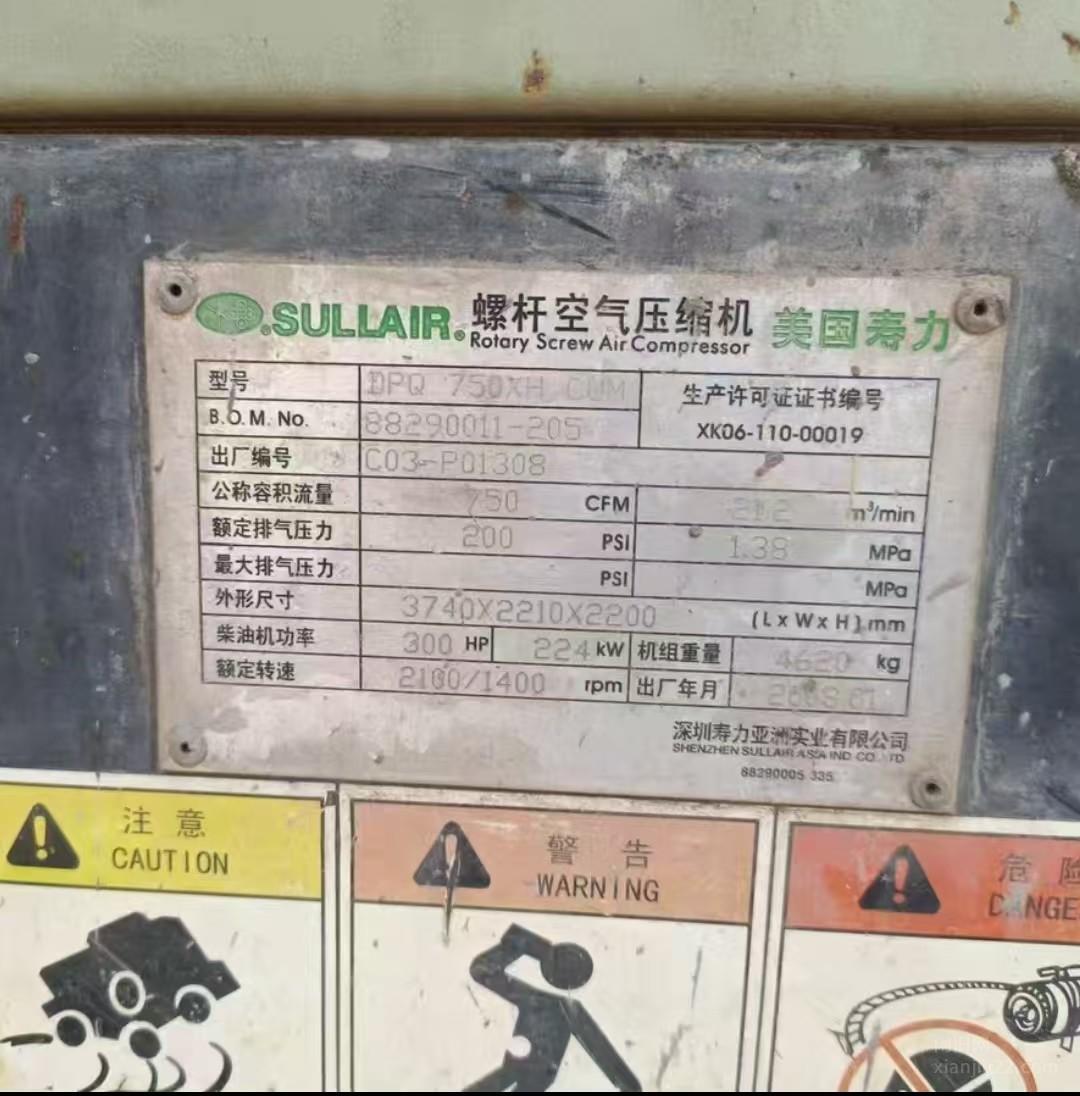 SULLAIR® 螺杆空气压缩机 美国寿力
Rotary Screw Air Compressor
型号 DPQ 750XH CUM 生产许可证证书编号
B.O.M. No. 88290011-205 XK06-110-00019
出厂编号 C03-P01308
公称容积流量 750 CFM 21.2 m³/min
额定排气压力 200 PSI 1.38 MPa
最大排气压力 PSI MPa
外形尺寸 3740X2210X2200 (L x W x H) mm
柴油机功率 300 HP 224 kW 机组重量 4620 kg
额定转速 2100/1400 rpm 出厂年月
深圳寿力亚洲实业有限公司
SHENZHEN SULLAIR ASIA IND CO. LTD
88290005 335
注意
CAUTION
警告
WARNING
危险
DANGE